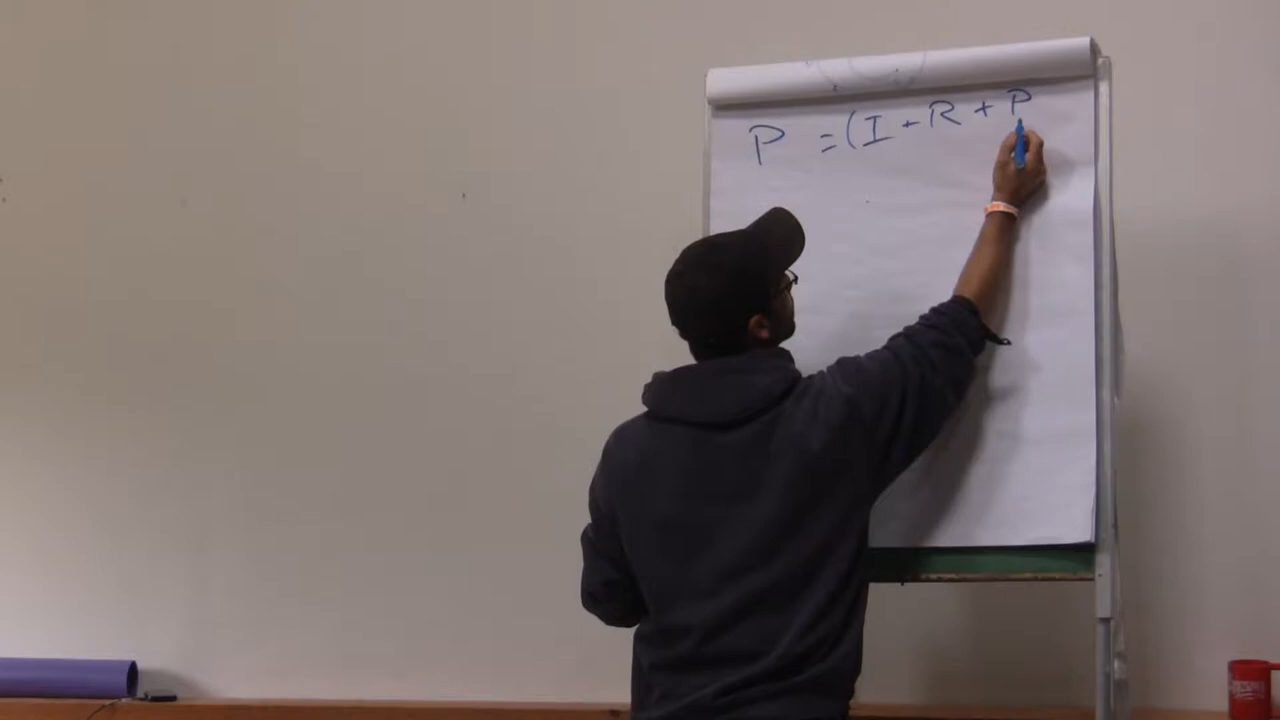 P = (I + R + P